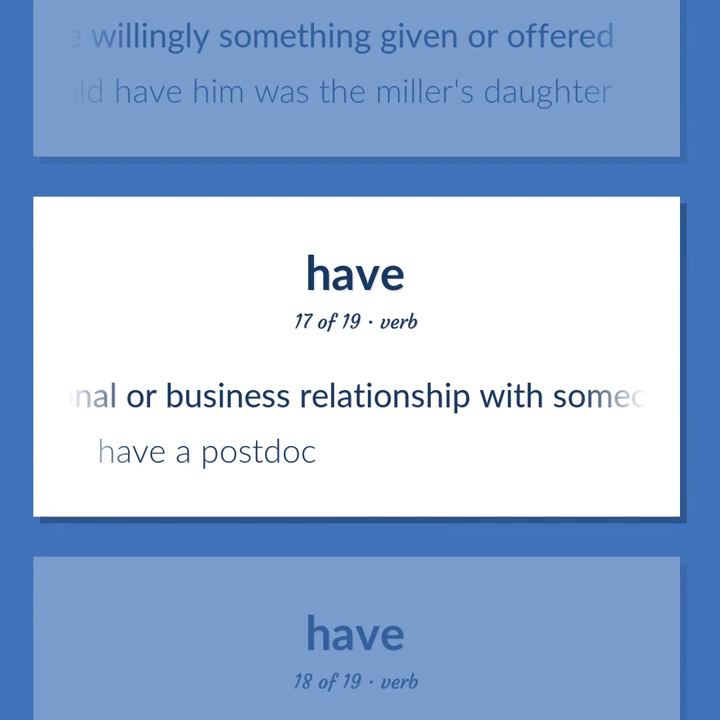 willingly something given or offered
have him was the miller's daughter
have
17 of 19 · verb
or business relationship with
have a postdoc
have
18 of 19 · verb